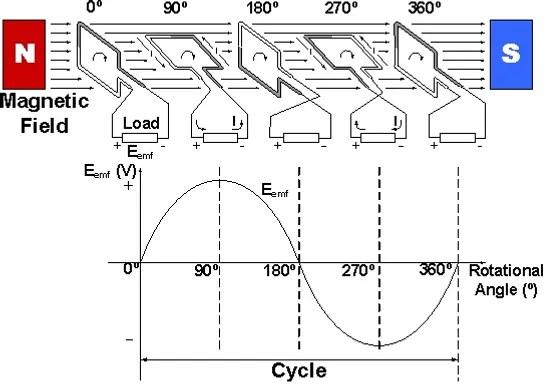 0º 90º 180º 270º 360º
N S
Magnetic
Field
Load I I
+ - + - + - + - + -
Eemf
Eemf (V)
+
Eemf
0º 90º 180º 270º 360º Rotational
Angle (º)
−
Cycle